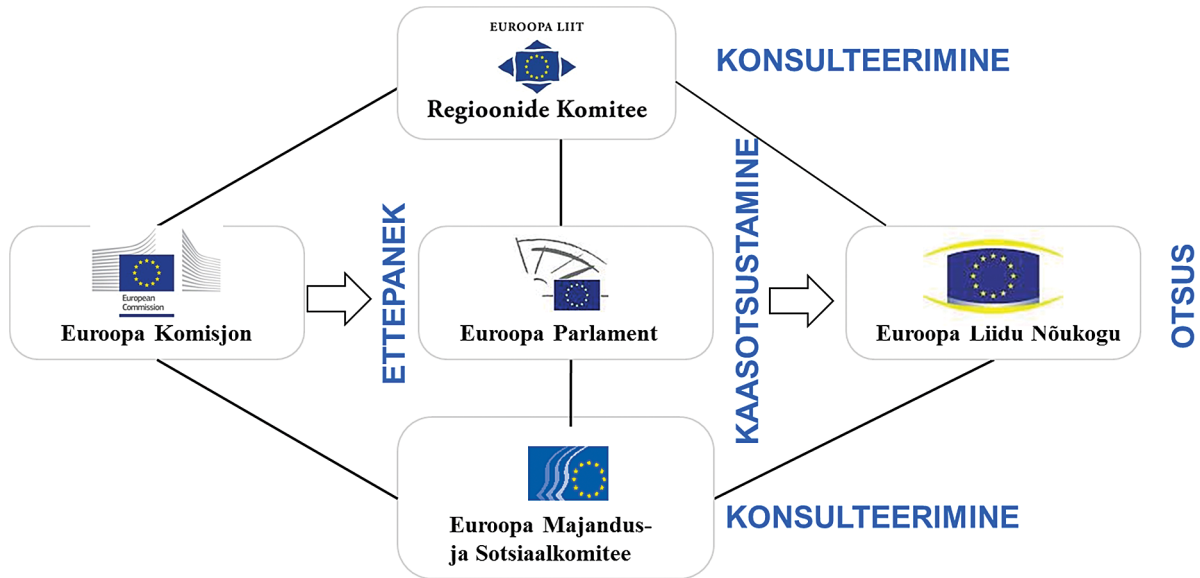 EUROOPA LIIT
Regioonide Komitee
KONSULTEERIMINE
European
Commission
Euroopa Komisjon
ETTEPANEK
Euroopa Parlament
KAASOTSUSTAMINE
Euroopa Liidu Nõukogu
OTSUS
Euroopa Majandus-
ja Sotsiaalkomitee
KONSULTEERIMINE